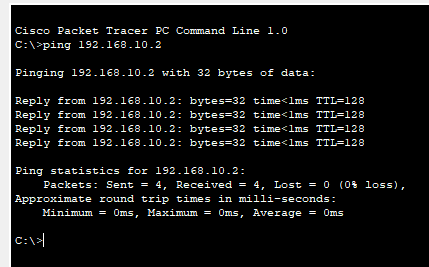 Cisco Packet Tracer PC Command Line 1.0
C:\>ping 192.168.10.2
Pinging 192.168.10.2 with 32 bytes of data:
Reply from 192.168.10.2: bytes=32 time<1ms TTL=128
Reply from 192.168.10.2: bytes=32 time<1ms TTL=128
Reply from 192.168.10.2: bytes=32 time<1ms TTL=128
Reply from 192.168.10.2: bytes=32 time<1ms TTL=128
Ping statistics for 192.168.10.2:
    Packets: Sent = 4, Received = 4, Lost = 0 (0% loss),
Approximate round trip times in milli-seconds:
    Minimum = 0ms, Maximum = 0ms, Average = 0ms
C:\>